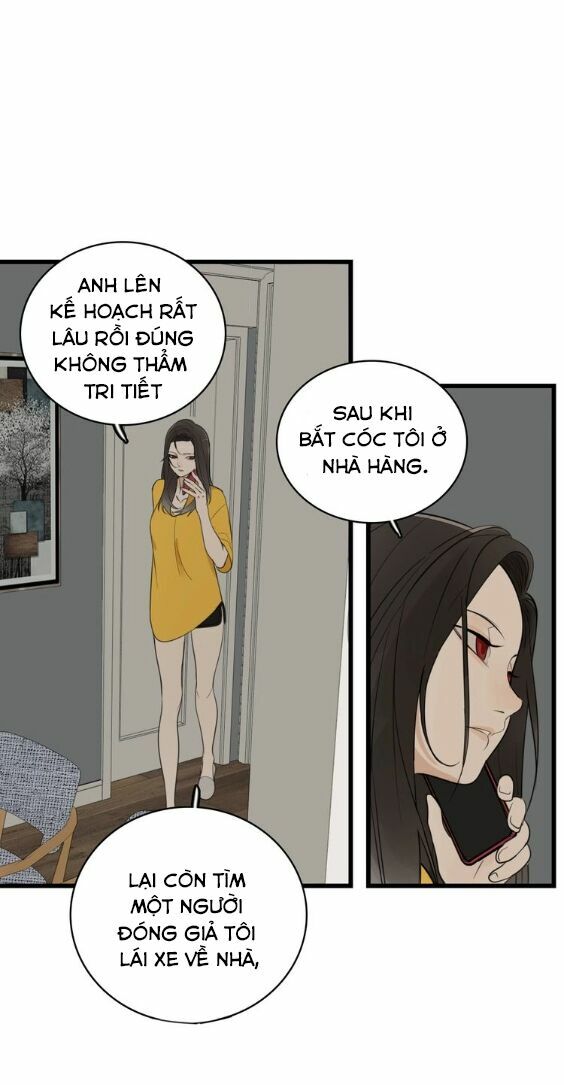 ANH LÊN
KẾ HOẠCH RẤT
LÂU RỒI ĐÚNG
KHÔNG THẨM
TRI TIẾT
SAU KHI
BẮT CÓC TÔI Ở
NHÀ HÀNG.
LẠI CÒN TÌM
MỘT NGƯỜI
ĐÓNG GIẢ TÔI
LÁI XE VỀ NHÀ,